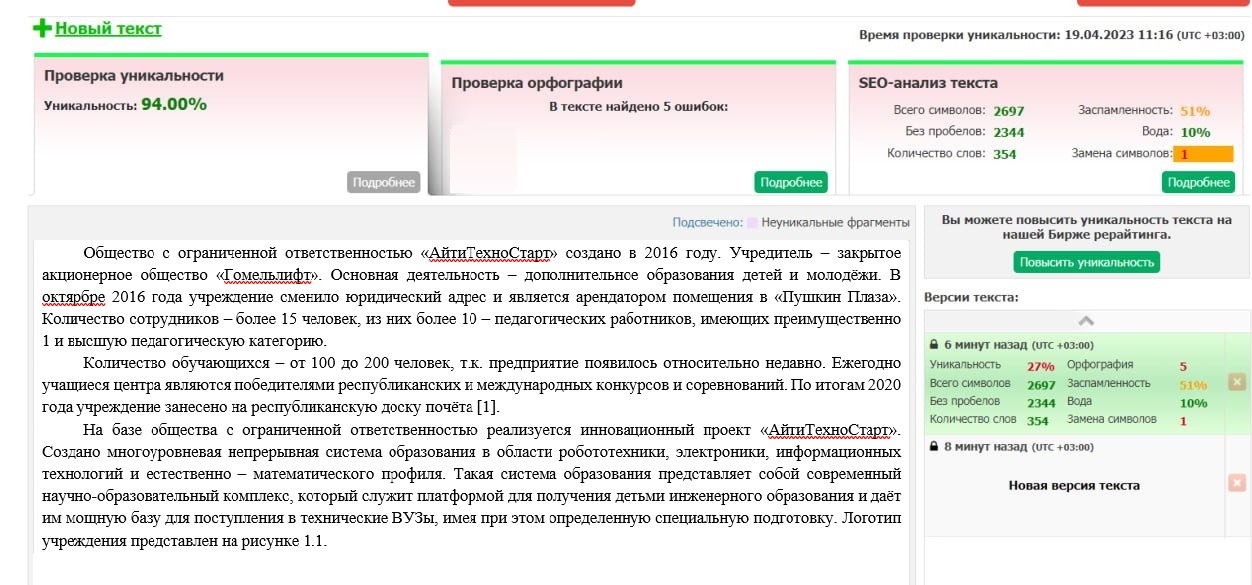 Новый текст
Время проверки уникальности: 19.04.2023 11:16 (UTC +03:00)
Проверка уникальности
Уникальность: 94.00%
Подробнее
Проверка орфографии
В тексте найдено 5 ошибок:
Подробнее
SEO-анализ текста
Всего символов: 2697 Заспамленность: 51%
Без пробелов: 2344 Вода: 10%
Количество слов: 354 Замена символов: 1
Подробнее
Подсвечено: Неуникальные фрагменты
Общество с ограниченной ответственностью «АйтиТехноСтарт» создано в 2016 году. Учредитель – закрытое
акционерное общество «Гомельлифт». Основная деятельность – дополнительное образования детей и молодёжи. В
октярбре 2016 года учреждение сменило юридический адрес и является арендатором помещения в «Пушкин Плаза».
Количество сотрудников – более 15 человек, из них более 10 – педагогических работников, имеющих преимущественно
1 и высшую педагогическую категорию.
Количество обучающихся – от 100 до 200 человек, т.к. предприятие появилось относительно недавно. Ежегодно
учащиеся центра являются победителями республиканских и международных конкурсов и соревнований. По итогам 2020
года учреждение занесено на республиканскую доску почёта [1].
На базе общества с ограниченной ответственностью реализуется инновационный проект «АйтиТехноСтарт».
Создано многоуровневая непрерывная система образования в области робототехники, электроники, информационных
технологий и естественно – математического профиля. Такая система образования представляет собой современный
научно-образовательный комплекс, который служит платформой для получения детьми инженерного образования и даёт
им мощную базу для поступления в технические ВУЗы, имея при этом определенную специальную подготовку. Логотип
учреждения представлен на рисунке 1.1.
Вы можете повысить уникальность текста на
нашей Бирже рерайтинга.
Повысить уникальность
Версии текста:
6 минут назад (UTC +03:00)
Уникальность 27% Орфография 5
Всего символов 2697 Заспамленность 51%
Без пробелов 2344 Вода 10%
Количество слов 354 Замена символов 1
8 минут назад (UTC +03:00)
Новая версия текста